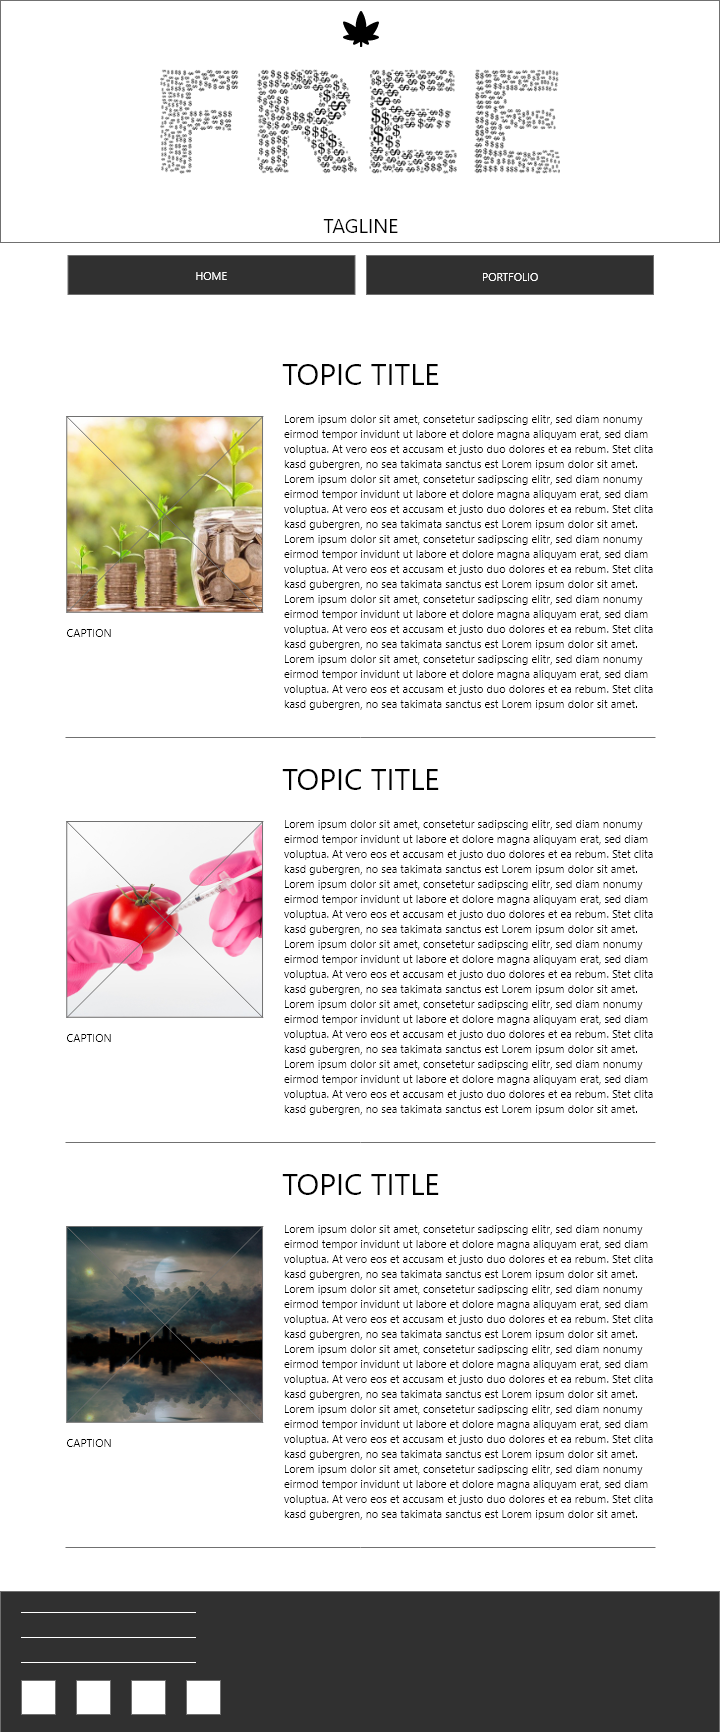 FREE
TAGLINE
HOME
PORTFOLIO
TOPIC TITLE
Lorem ipsum dolor sit amet, consetetur sadipscing elitr, sed diam nonumy
eirmod tempor invidunt ut labore et dolore magna aliquyam erat, sed diam
voluptua. At vero eos et accusam et justo duo dolores et ea rebum. Stet clita
kasd gubergren, no sea takimata sanctus est Lorem ipsum dolor sit amet.
Lorem ipsum dolor sit amet, consetetur sadipscing elitr, sed diam nonumy
eirmod tempor invidunt ut labore et dolore magna aliquyam erat, sed diam
voluptua. At vero eos et accusam et justo duo dolores et ea rebum. Stet clita
kasd gubergren, no sea takimata sanctus est Lorem ipsum dolor sit amet.
Lorem ipsum dolor sit amet, consetetur sadipscing elitr, sed diam nonumy
eirmod tempor invidunt ut labore et dolore magna aliquyam erat, sed diam
voluptua. At vero eos et accusam et justo duo dolores et ea rebum. Stet clita
kasd gubergren, no sea takimata sanctus est Lorem ipsum dolor sit amet.
Lorem ipsum dolor sit amet, consetetur sadipscing elitr, sed diam nonumy
eirmod tempor invidunt ut labore et dolore magna aliquyam erat, sed diam
voluptua. At vero eos et accusam et justo duo dolores et ea rebum. Stet clita
kasd gubergren, no sea takimata sanctus est Lorem ipsum dolor sit amet.
Lorem ipsum dolor sit amet, consetetur sadipscing elitr, sed diam nonumy
eirmod tempor invidunt ut labore et dolore magna aliquyam erat, sed diam
voluptua. At vero eos et accusam et justo duo dolores et ea rebum. Stet clita
kasd gubergren, no sea takimata sanctus est Lorem ipsum dolor sit amet.
CAPTION
TOPIC TITLE
Lorem ipsum dolor sit amet, consetetur sadipscing elitr, sed diam nonumy
eirmod tempor invidunt ut labore et dolore magna aliquyam erat, sed diam
voluptua. At vero eos et accusam et justo duo dolores et ea rebum. Stet clita
kasd gubergren, no sea takimata sanctus est Lorem ipsum dolor sit amet.
Lorem ipsum dolor sit amet, consetetur sadipscing elitr, sed diam nonumy
eirmod tempor invidunt ut labore et dolore magna aliquyam erat, sed diam
voluptua. At vero eos et accusam et justo duo dolores et ea rebum. Stet clita
kasd gubergren, no sea takimata sanctus est Lorem ipsum dolor sit amet.
Lorem ipsum dolor sit amet, consetetur sadipscing elitr, sed diam nonumy
eirmod tempor invidunt ut labore et dolore magna aliquyam erat, sed diam
voluptua. At vero eos et accusam et justo duo dolores et ea rebum. Stet clita
kasd gubergren, no sea takimata sanctus est Lorem ipsum dolor sit amet.
Lorem ipsum dolor sit amet, consetetur sadipscing elitr, sed diam nonumy
eirmod tempor invidunt ut labore et dolore magna aliquyam erat, sed diam
voluptua. At vero eos et accusam et justo duo dolores et ea rebum. Stet clita
kasd gubergren, no sea takimata sanctus est Lorem ipsum dolor sit amet.
Lorem ipsum dolor sit amet, consetetur sadipscing elitr, sed diam nonumy
eirmod tempor invidunt ut labore et dolore magna aliquyam erat, sed diam
voluptua. At vero eos et accusam et justo duo dolores et ea rebum. Stet clita
kasd gubergren, no sea takimata sanctus est Lorem ipsum dolor sit amet.
CAPTION
TOPIC TITLE
Lorem ipsum dolor sit amet, consetetur sadipscing elitr, sed diam nonumy
eirmod tempor invidunt ut labore et dolore magna aliquyam erat, sed diam
voluptua. At vero eos et accusam et justo duo dolores et ea rebum. Stet clita
kasd gubergren, no sea takimata sanctus est Lorem ipsum dolor sit amet.
Lorem ipsum dolor sit amet, consetetur sadipscing elitr, sed diam nonumy
eirmod tempor invidunt ut labore et dolore magna aliquyam erat, sed diam
voluptua. At vero eos et accusam et justo duo dolores et ea rebum. Stet clita
kasd gubergren, no sea takimata sanctus est Lorem ipsum dolor sit amet.
Lorem ipsum dolor sit amet, consetetur sadipscing elitr, sed diam nonumy
eirmod tempor invidunt ut labore et dolore magna aliquyam erat, sed diam
voluptua. At vero eos et accusam et justo duo dolores et ea rebum. Stet clita
kasd gubergren, no sea takimata sanctus est Lorem ipsum dolor sit amet.
Lorem ipsum dolor sit amet, consetetur sadipscing elitr, sed diam nonumy
eirmod tempor invidunt ut labore et dolore magna aliquyam erat, sed diam
voluptua. At vero eos et accusam et justo duo dolores et ea rebum. Stet clita
kasd gubergren, no sea takimata sanctus est Lorem ipsum dolor sit amet.
Lorem ipsum dolor sit amet, consetetur sadipscing elitr, sed diam nonumy
eirmod tempor invidunt ut labore et dolore magna aliquyam erat, sed diam
voluptua. At vero eos et accusam et justo duo dolores et ea rebum. Stet clita
kasd gubergren, no sea takimata sanctus est Lorem ipsum dolor sit amet.
CAPTION